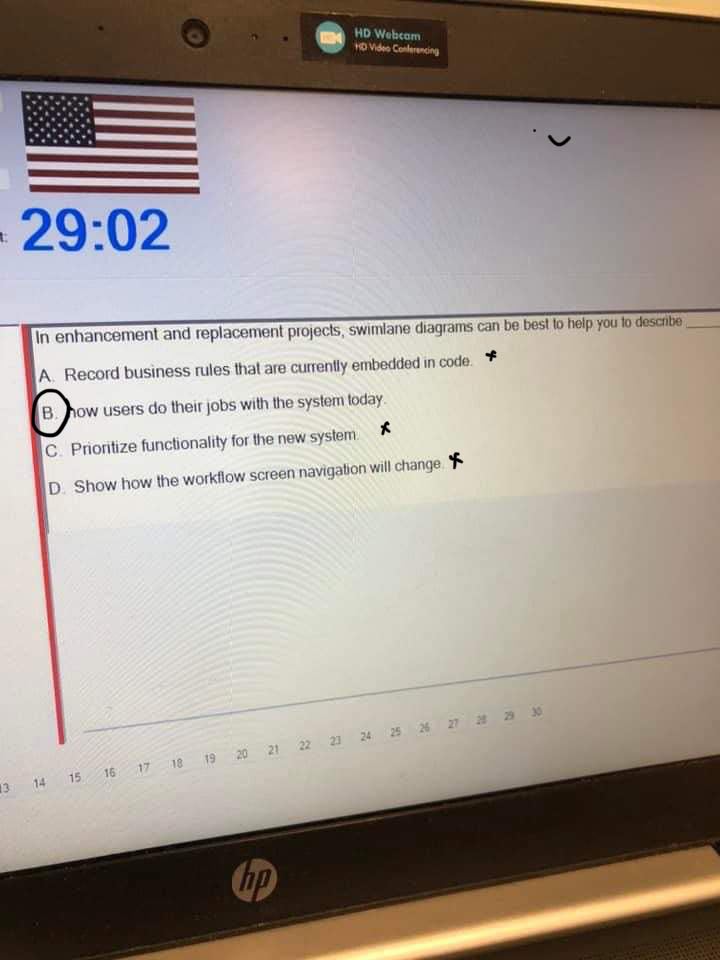 HD Webcam
HD Video Conferencing
t:
29:02
In enhancement and replacement projects, swimlane diagrams can be best to help you to describe ____
A. Record business rules that are currently embedded in code.
B. how users do their jobs with the system today.
C. Prioritize functionality for the new system.
D. Show how the workflow screen navigation will change.
13 14 15 16 17 18 19 20 21 22 23 24 25 26 27 28 29 30
hp